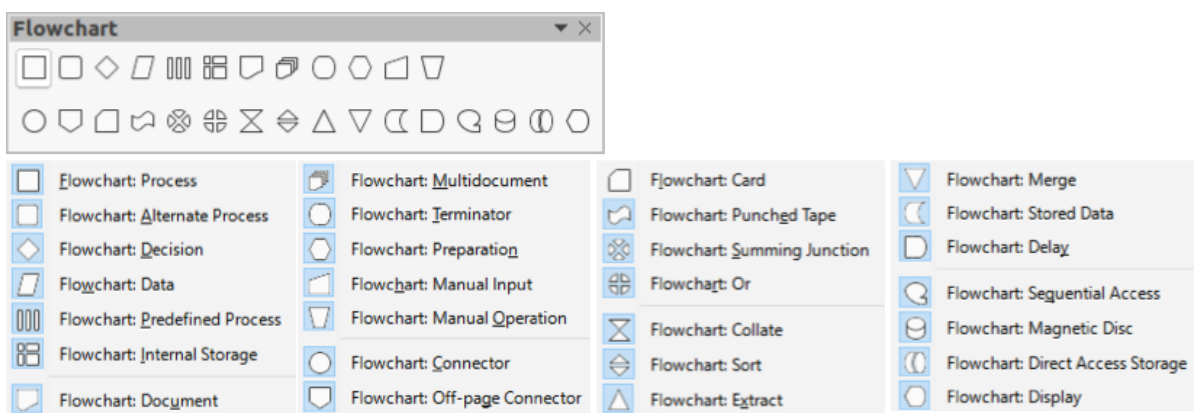 Flowchart
Flowchart: Process
Flowchart: Alternate Process
Flowchart: Decision
Flowchart: Data
Flowchart: Predefined Process
Flowchart: Internal Storage
Flowchart: Document
Flowchart: Multidocument
Flowchart: Terminator
Flowchart: Preparation
Flowchart: Manual Input
Flowchart: Manual Operation
Flowchart: Connector
Flowchart: Off-page Connector
Flowchart: Card
Flowchart: Punched Tape
Flowchart: Summing Junction
Flowchart: Or
Flowchart: Collate
Flowchart: Sort
Flowchart: Extract
Flowchart: Merge
Flowchart: Stored Data
Flowchart: Delay
Flowchart: Sequential Access
Flowchart: Magnetic Disc
Flowchart: Direct Access Storage
Flowchart: Display